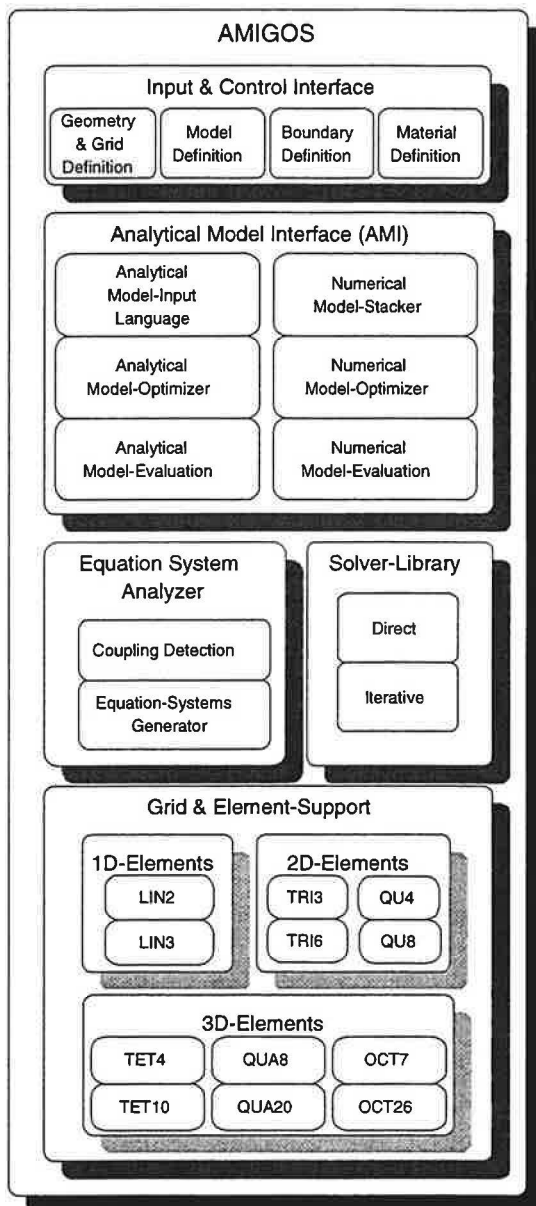 AMIGOS
Input & Control Interface
Geometry
& Grid
Definition
Model
Definition
Boundary
Definition
Material
Definition
Analytical Model Interface (AMI)
Analytical
Model-Input
Language
Numerical
Model-Stacker
Analytical
Model-Optimizer
Numerical
Model-Optimizer
Analytical
Model-Evaluation
Numerical
Model-Evaluation
Equation System
Analyzer
Coupling Detection
Equation-Systems
Generator
Solver-Library
Direct
Iterative
Grid & Element-Support
1D-Elements
LIN2
LIN3
2D-Elements
TRI3 QU4
TRI6 QU8
3D-Elements
TET4 QUA8 OCT7
TET10 QUA20 OCT26